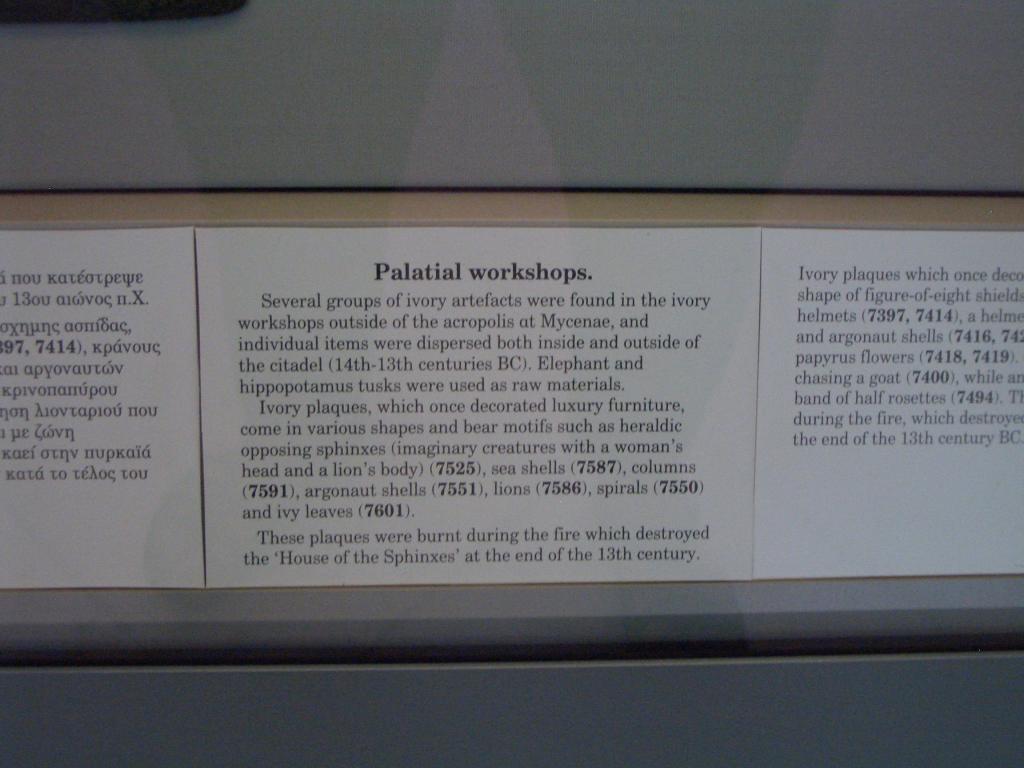 ά που κατέστρεψε
υ 13ου αιώνος π.Χ.
σχημης ασπίδας,
397, 7414), κράνους
και αργοναυτών
κρινοπαπύρου
ηση λιονταριού που
ι με ζώνη
καεί στην πυρκαϊά
κατά το τέλος του
Palatial workshops.
Several groups of ivory artefacts were found in the ivory
workshops outside of the acropolis at Mycenae, and
individual items were dispersed both inside and outside of
the citadel (14th-13th centuries BC). Elephant and
hippopotamus tusks were used as raw materials.
Ivory plaques, which once decorated luxury furniture,
come in various shapes and bear motifs such as heraldic
opposing sphinxes (imaginary creatures with a woman's
head and a lion's body) (7525), sea shells (7587), columns
(7591), argonaut shells (7551), lions (7586), spirals (7550)
and ivy leaves (7601).
These plaques were burnt during the fire which destroyed
the 'House of the Sphinxes' at the end of the 13th century.
Ivory plaques which once deco
shape of figure-of-eight shields
helmets (7397, 7414), a helme
and argonaut shells (7416, 742
papyrus flowers (7418, 7419).
chasing a goat (7400), while an
band of half rosettes (7494). Th
during the fire, which destroyed
the end of the 13th century BC.